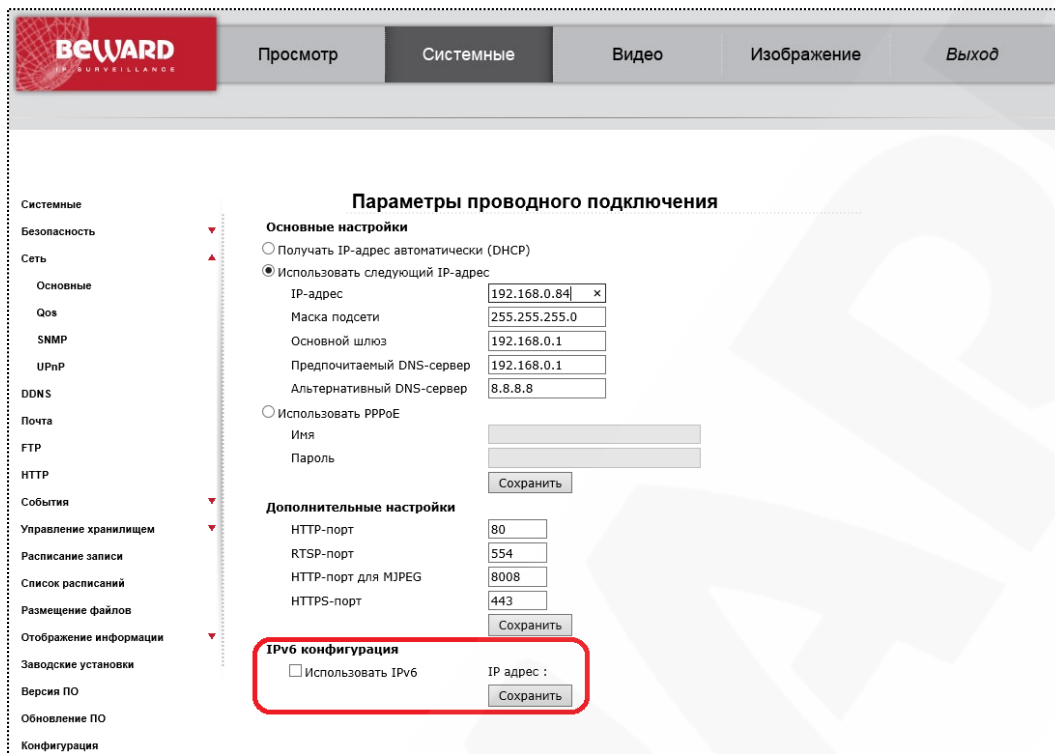 BEWARD
IP SURVEILLANCE
Просмотр
Системные
Видео
Изображение
Выход
Системные
Безопасность
Сеть
Основные
Qos
SNMP
UPnP
DDNS
Почта
FTP
HTTP
События
Управление хранилищем
Расписание записи
Список расписаний
Размещение файлов
Отображение информации
Заводские установки
Версия ПО
Обновление ПО
Конфигурация
Параметры проводного подключения
Основные настройки
Получать IP-адрес автоматически (DHCP)
Использовать следующий IP-адрес
IP-адрес 192.168.0.84 ×
Маска подсети 255.255.255.0
Основной шлюз 192.168.0.1
Предпочитаемый DNS-сервер 192.168.0.1
Альтернативный DNS-сервер 8.8.8.8
Использовать PPPoE
Имя
Пароль
Сохранить
Дополнительные настройки
HTTP-порт 80
RTSP-порт 554
HTTP-порт для MJPEG 8008
HTTPS-порт 443
Сохранить
IPv6 конфигурация
Использовать IPv6 IP адрес :
Сохранить